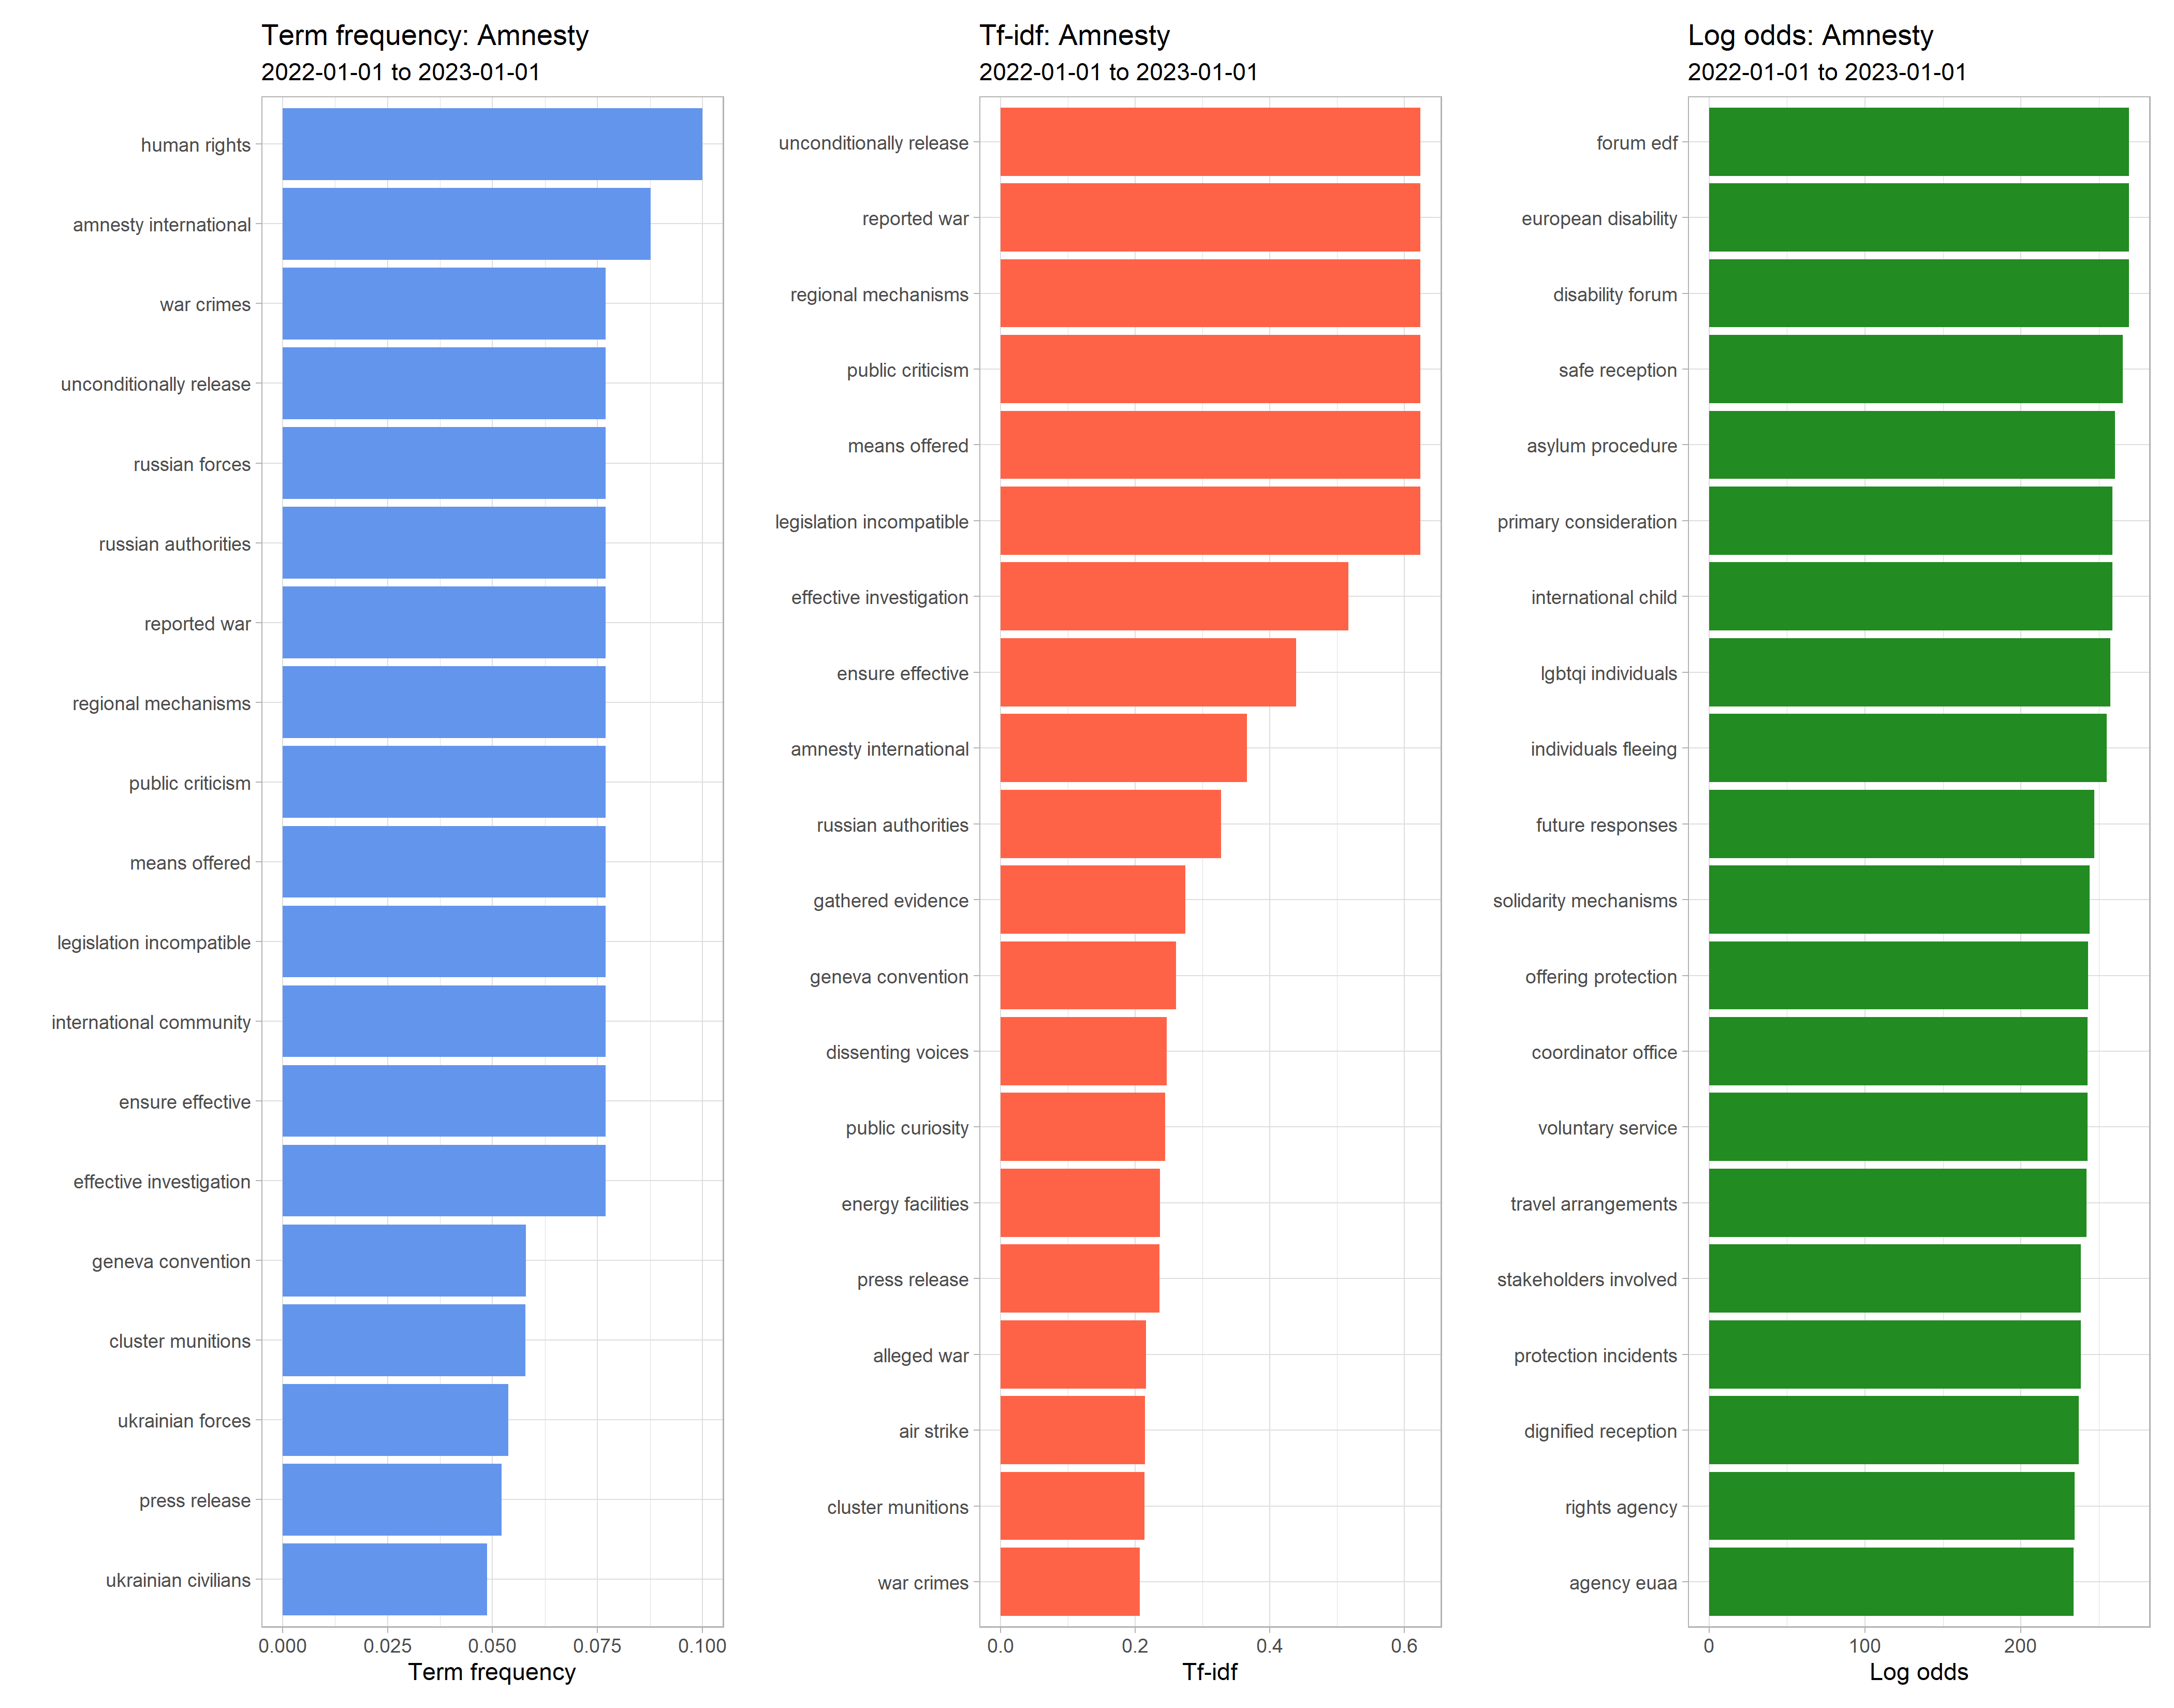 Term frequency: Amnesty
2022-01-01 to 2023-01-01
human rights
amnesty international
war crimes
unconditionally release
russian forces
russian authorities
reported war
regional mechanisms
public criticism
means offered
legislation incompatible
international community
ensure effective
effective investigation
geneva convention
cluster munitions
ukrainian forces
press release
ukrainian civilians
0.000 0.025 0.050 0.075 0.100
Term frequency
Tf-idf: Amnesty
2022-01-01 to 2023-01-01
unconditionally release
reported war
regional mechanisms
public criticism
means offered
legislation incompatible
effective investigation
ensure effective
amnesty international
russian authorities
gathered evidence
geneva convention
dissenting voices
public curiosity
energy facilities
press release
alleged war
air strike
cluster munitions
war crimes
0.0 0.2 0.4 0.6
Tf-idf
Log odds: Amnesty
2022-01-01 to 2023-01-01
forum edf
european disability
disability forum
safe reception
asylum procedure
primary consideration
international child
lgbtqi individuals
individuals fleeing
future responses
solidarity mechanisms
offering protection
coordinator office
voluntary service
travel arrangements
stakeholders involved
protection incidents
dignified reception
rights agency
agency euaa
0 100 200
Log odds